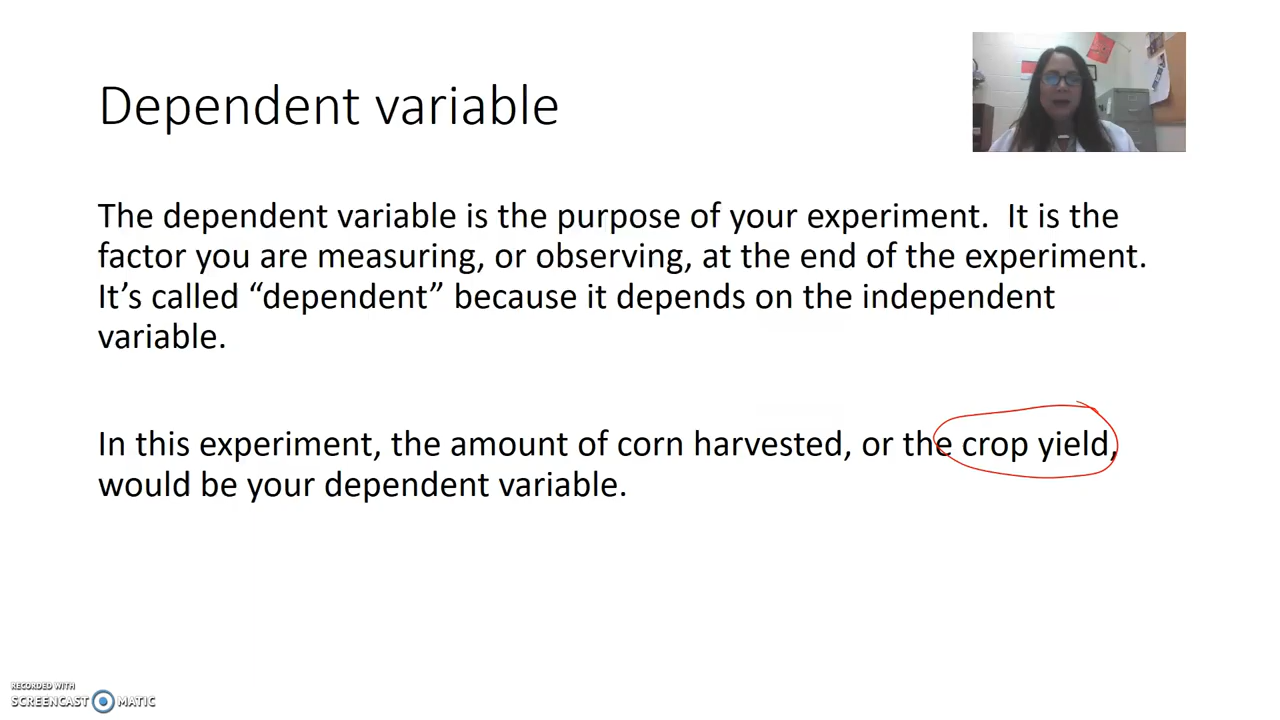 Dependent variable
The dependent variable is the purpose of your experiment.  It is the
factor you are measuring, or observing, at the end of the experiment.
It’s called “dependent” because it depends on the independent
variable.
In this experiment, the amount of corn harvested, or the crop yield,
would be your dependent variable.
RECORDED WITH
SCREENCAST MATIC